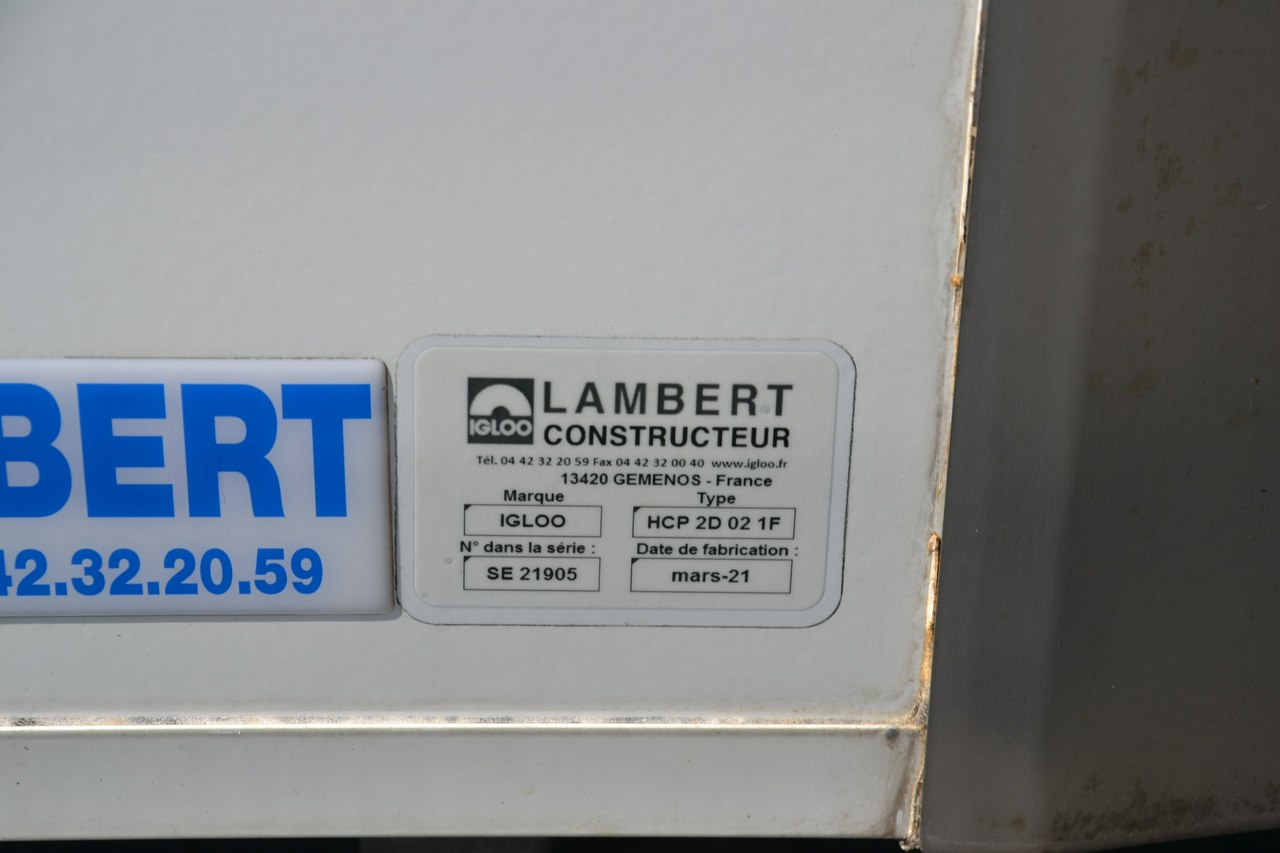 BERT
42.32.20.59
IGLOO
LAMBERT
CONSTRUCTEUR
Tél. 04 42 32 20 59 Fax 04 42 32 00 40 www.igloo.fr
13420 GEMENOS - France
Marque Type
IGLOO HCP 2D 02 1F
N° dans la série : Date de fabrication :
SE 21905 mars-21